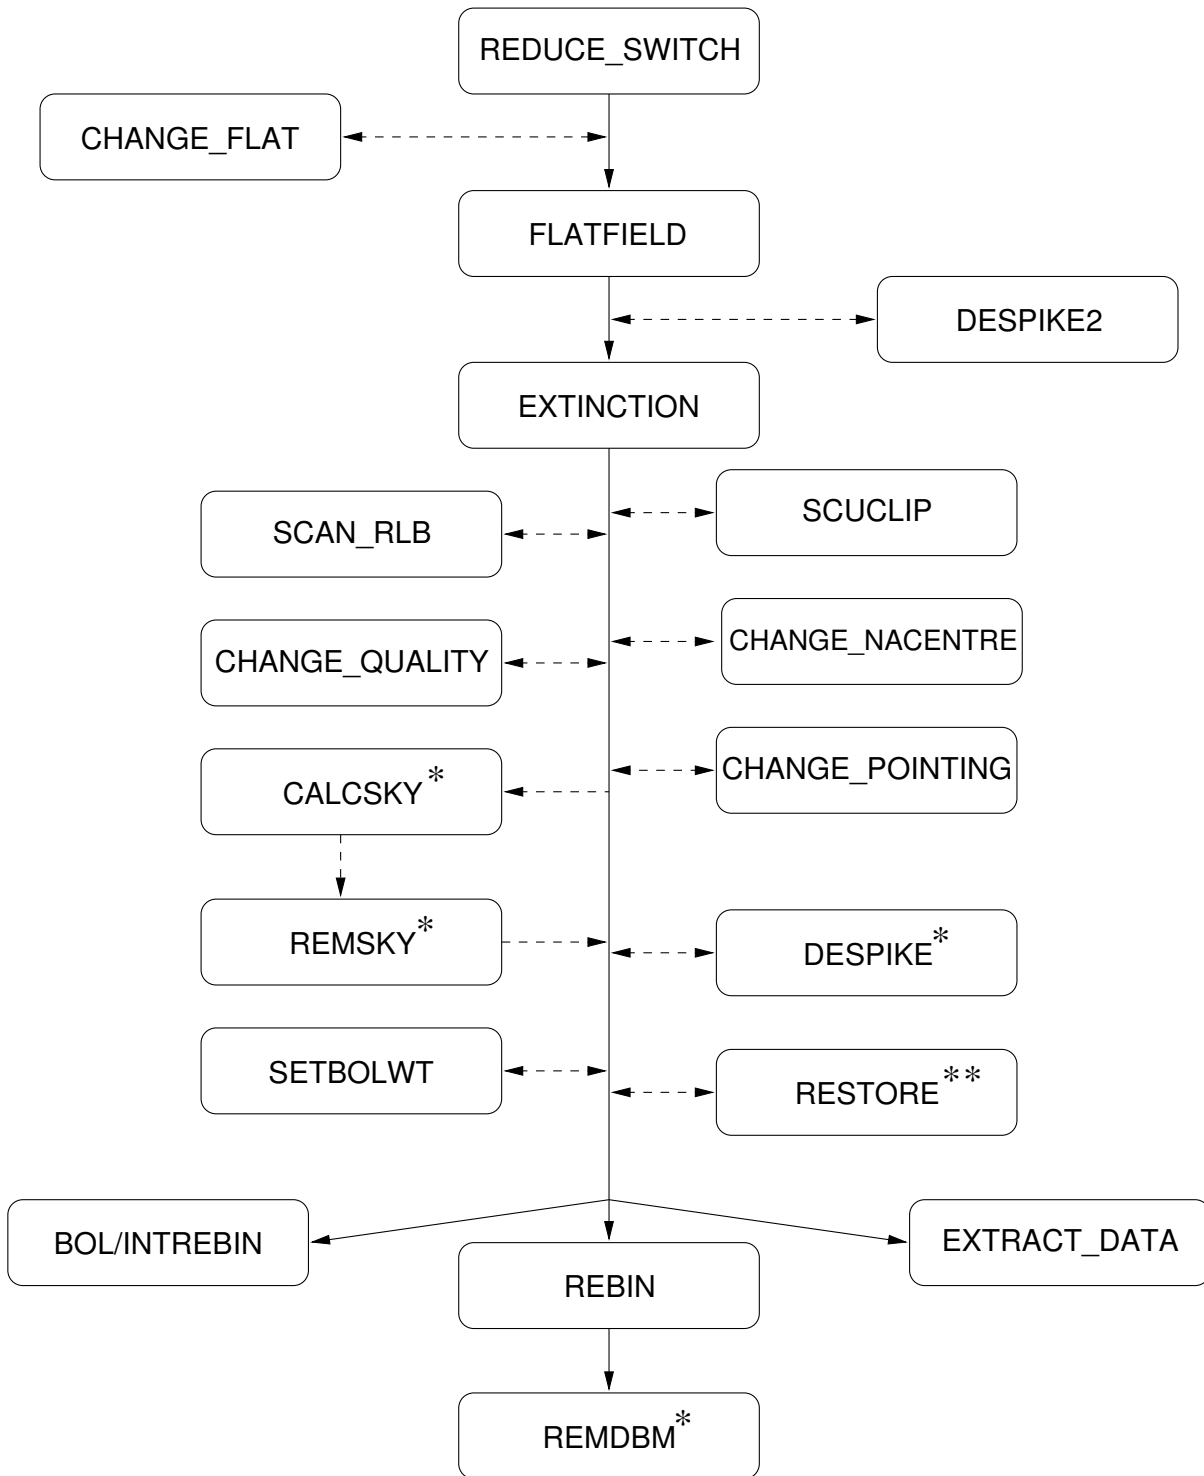 REDUCE_SWITCH
CHANGE_FLAT
FLATFIELD
DESPIKE2
EXTINCTION
SCUCLIP
SCAN_RLB
CHANGE_NACENTRE
CHANGE_QUALITY
CHANGE_POINTING
CALCSKY*
REMSKY*
DESPIKE*
SETBOLWT
RESTORE**
BOL/INTREBIN
EXTRACT_DATA
REBIN
REMDBM*